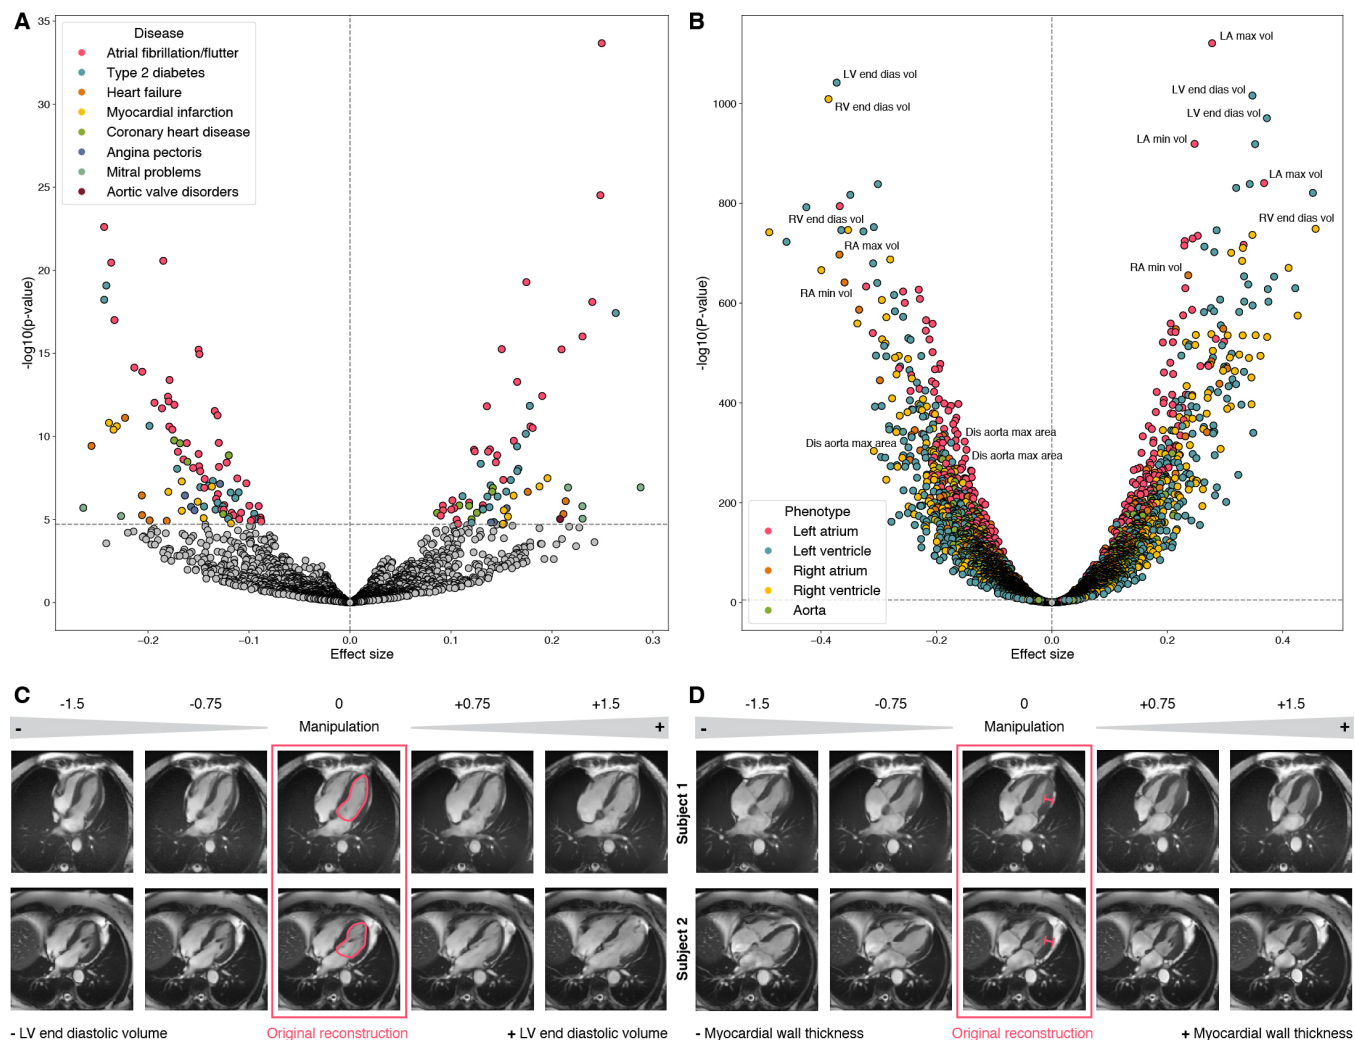 A
35
30
25
20
15
10
5
0
-log10(p-value)
Disease
Atrial fibrillation/flutter
Type 2 diabetes
Heart failure
Myocardial infarction
Coronary heart disease
Angina pectoris
Mitral problems
Aortic valve disorders
−0.2
−0.1
0.0
0.1
0.2
0.3
Effect size
B
1000
800
600
400
200
0
-log10(P-value)
LA max vol
LV end dias vol
LV end dias vol
RV end dias vol
LV end dias vol
LA min vol
LA max vol
RV end dias vol
RV end dias vol
RA max vol
RA min vol
RA min vol
Dis aorta max area
Dis aorta max area
Dis aorta max area
Phenotype
Left atrium
Left ventricle
Right atrium
Right ventricle
Aorta
−0.4
−0.2
0.0
0.2
0.4
Effect size
C
-1.5
-0.75
0
+0.75
+1.5
-
Manipulation
+
- LV end diastolic volume
Original reconstruction
+ LV end diastolic volume
Subject 1
Subject 2
D
-1.5
-0.75
0
+0.75
+1.5
-
Manipulation
+
- Myocardial wall thickness
Original reconstruction
+ Myocardial wall thickness